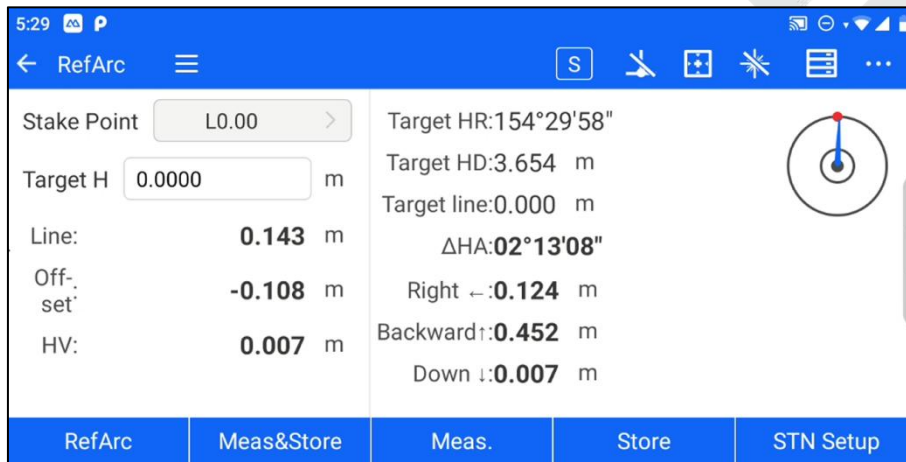 5:29
RefArc
S
Stake Point L0.00
Target H 0.0000 m
Line: 0.143 m
Off-
set: -0.108 m
HV: 0.007 m
Target HR:154°29'58"
Target HD:3.654 m
Target line:0.000 m
ΔHA:02°13'08"
Right ←:0.124 m
Backward↑:0.452 m
Down ↓:0.007 m
RefArc Meas&Store Meas. Store STN Setup